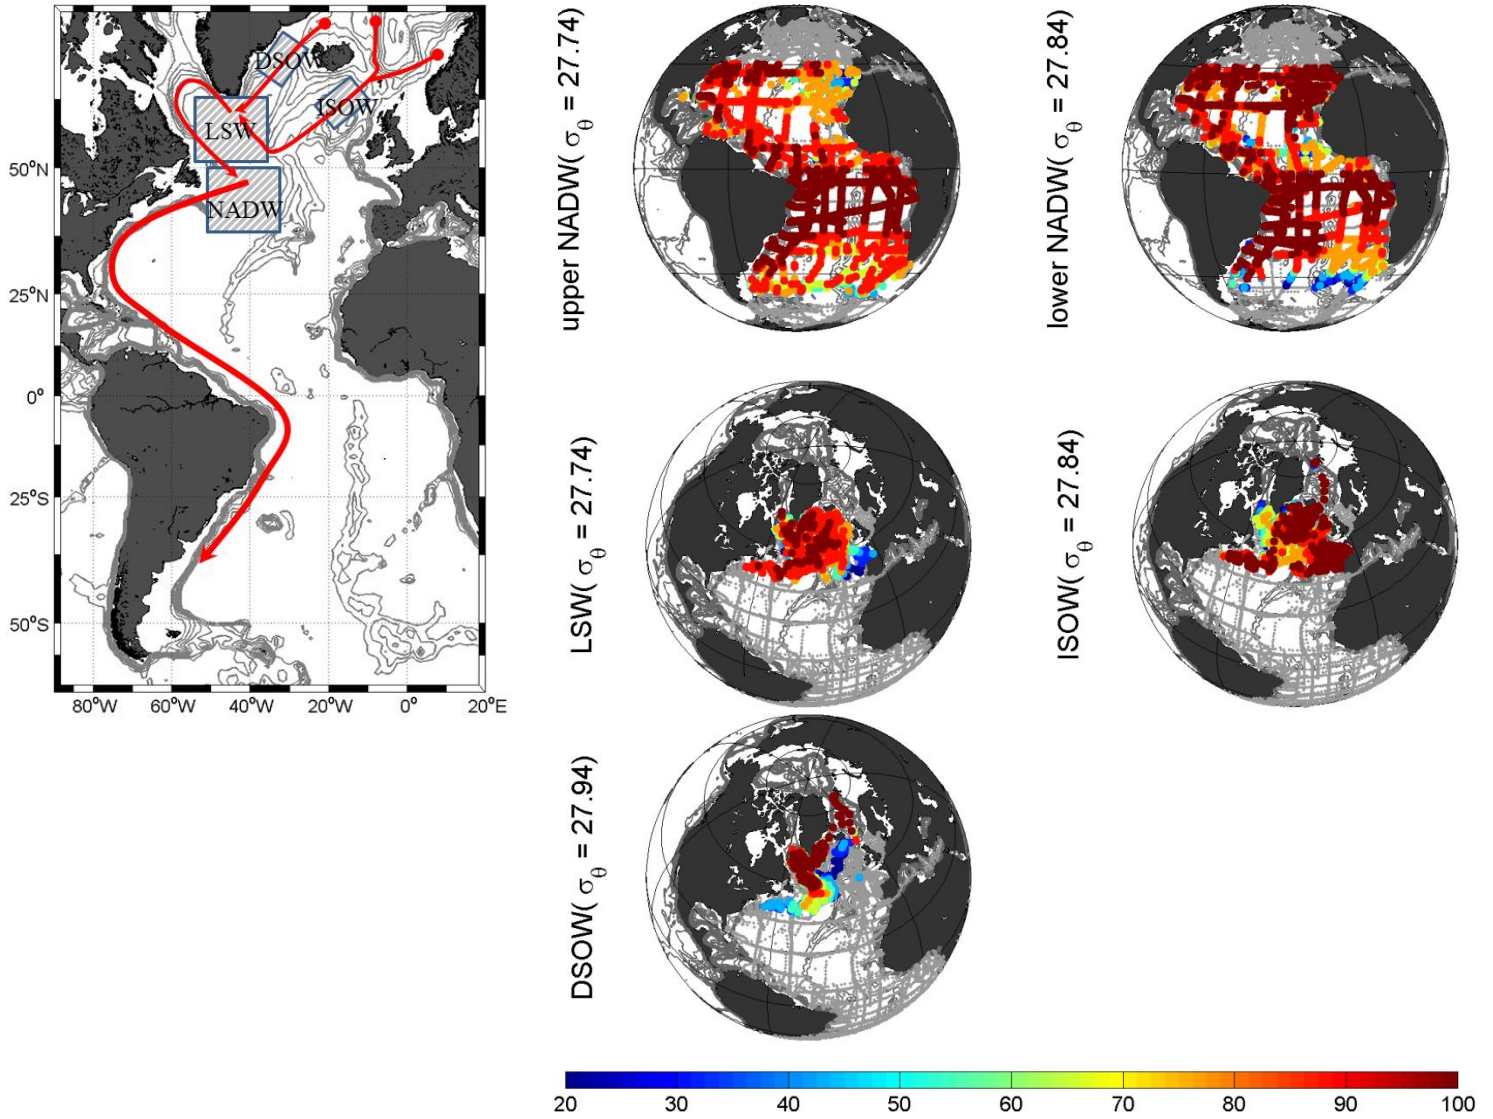 DSOW
ISOW
LSW
NADW
50°N
25°N
0°
25°S
50°S
80°W 60°W 40°W 20°W 0° 20°E
upper NADW( σθ = 27.74)
lower NADW( σθ = 27.84)
LSW( σθ = 27.74)
ISOW( σθ = 27.84)
DSOW( σθ = 27.94)
20 30 40 50 60 70 80 90 100